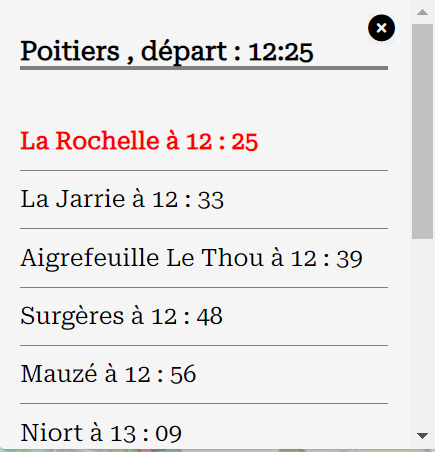 Poitiers , départ : 12:25
La Rochelle à 12 : 25
La Jarrie à 12 : 33
Aigrefeuille Le Thou à 12 : 39
Surgères à 12 : 48
Mauzé à 12 : 56
Niort à 13 : 09